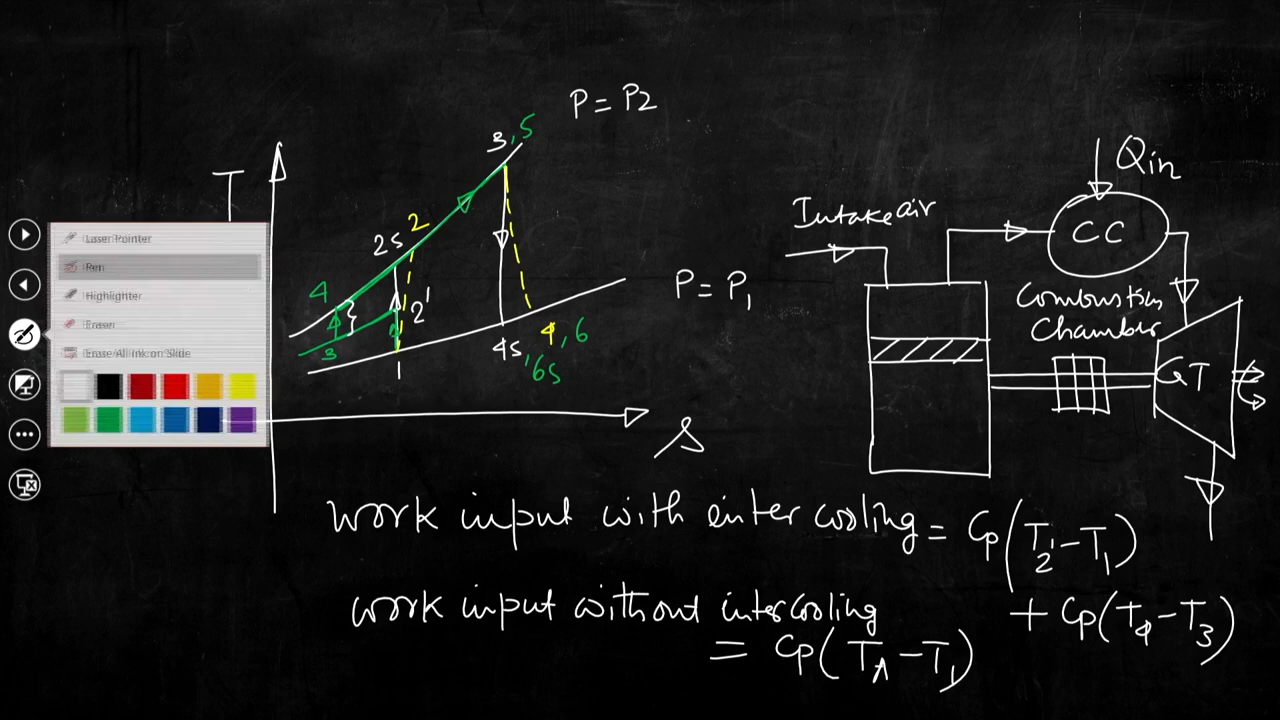 P = P2
3,5
T
Qin
Intake air
CC
2s 2
4
2'
P = P1
3
1
4s, 4,6
6s
Combustion
Chamber
GT
s
Laser Pointer
Pen
Highlighter
Eraser
Erase All Ink on Slide
work input with inter cooling = Cp(T2' - T1)
+ Cp(T4 - T3)
work input without intercooling
= Cp(T - T1)